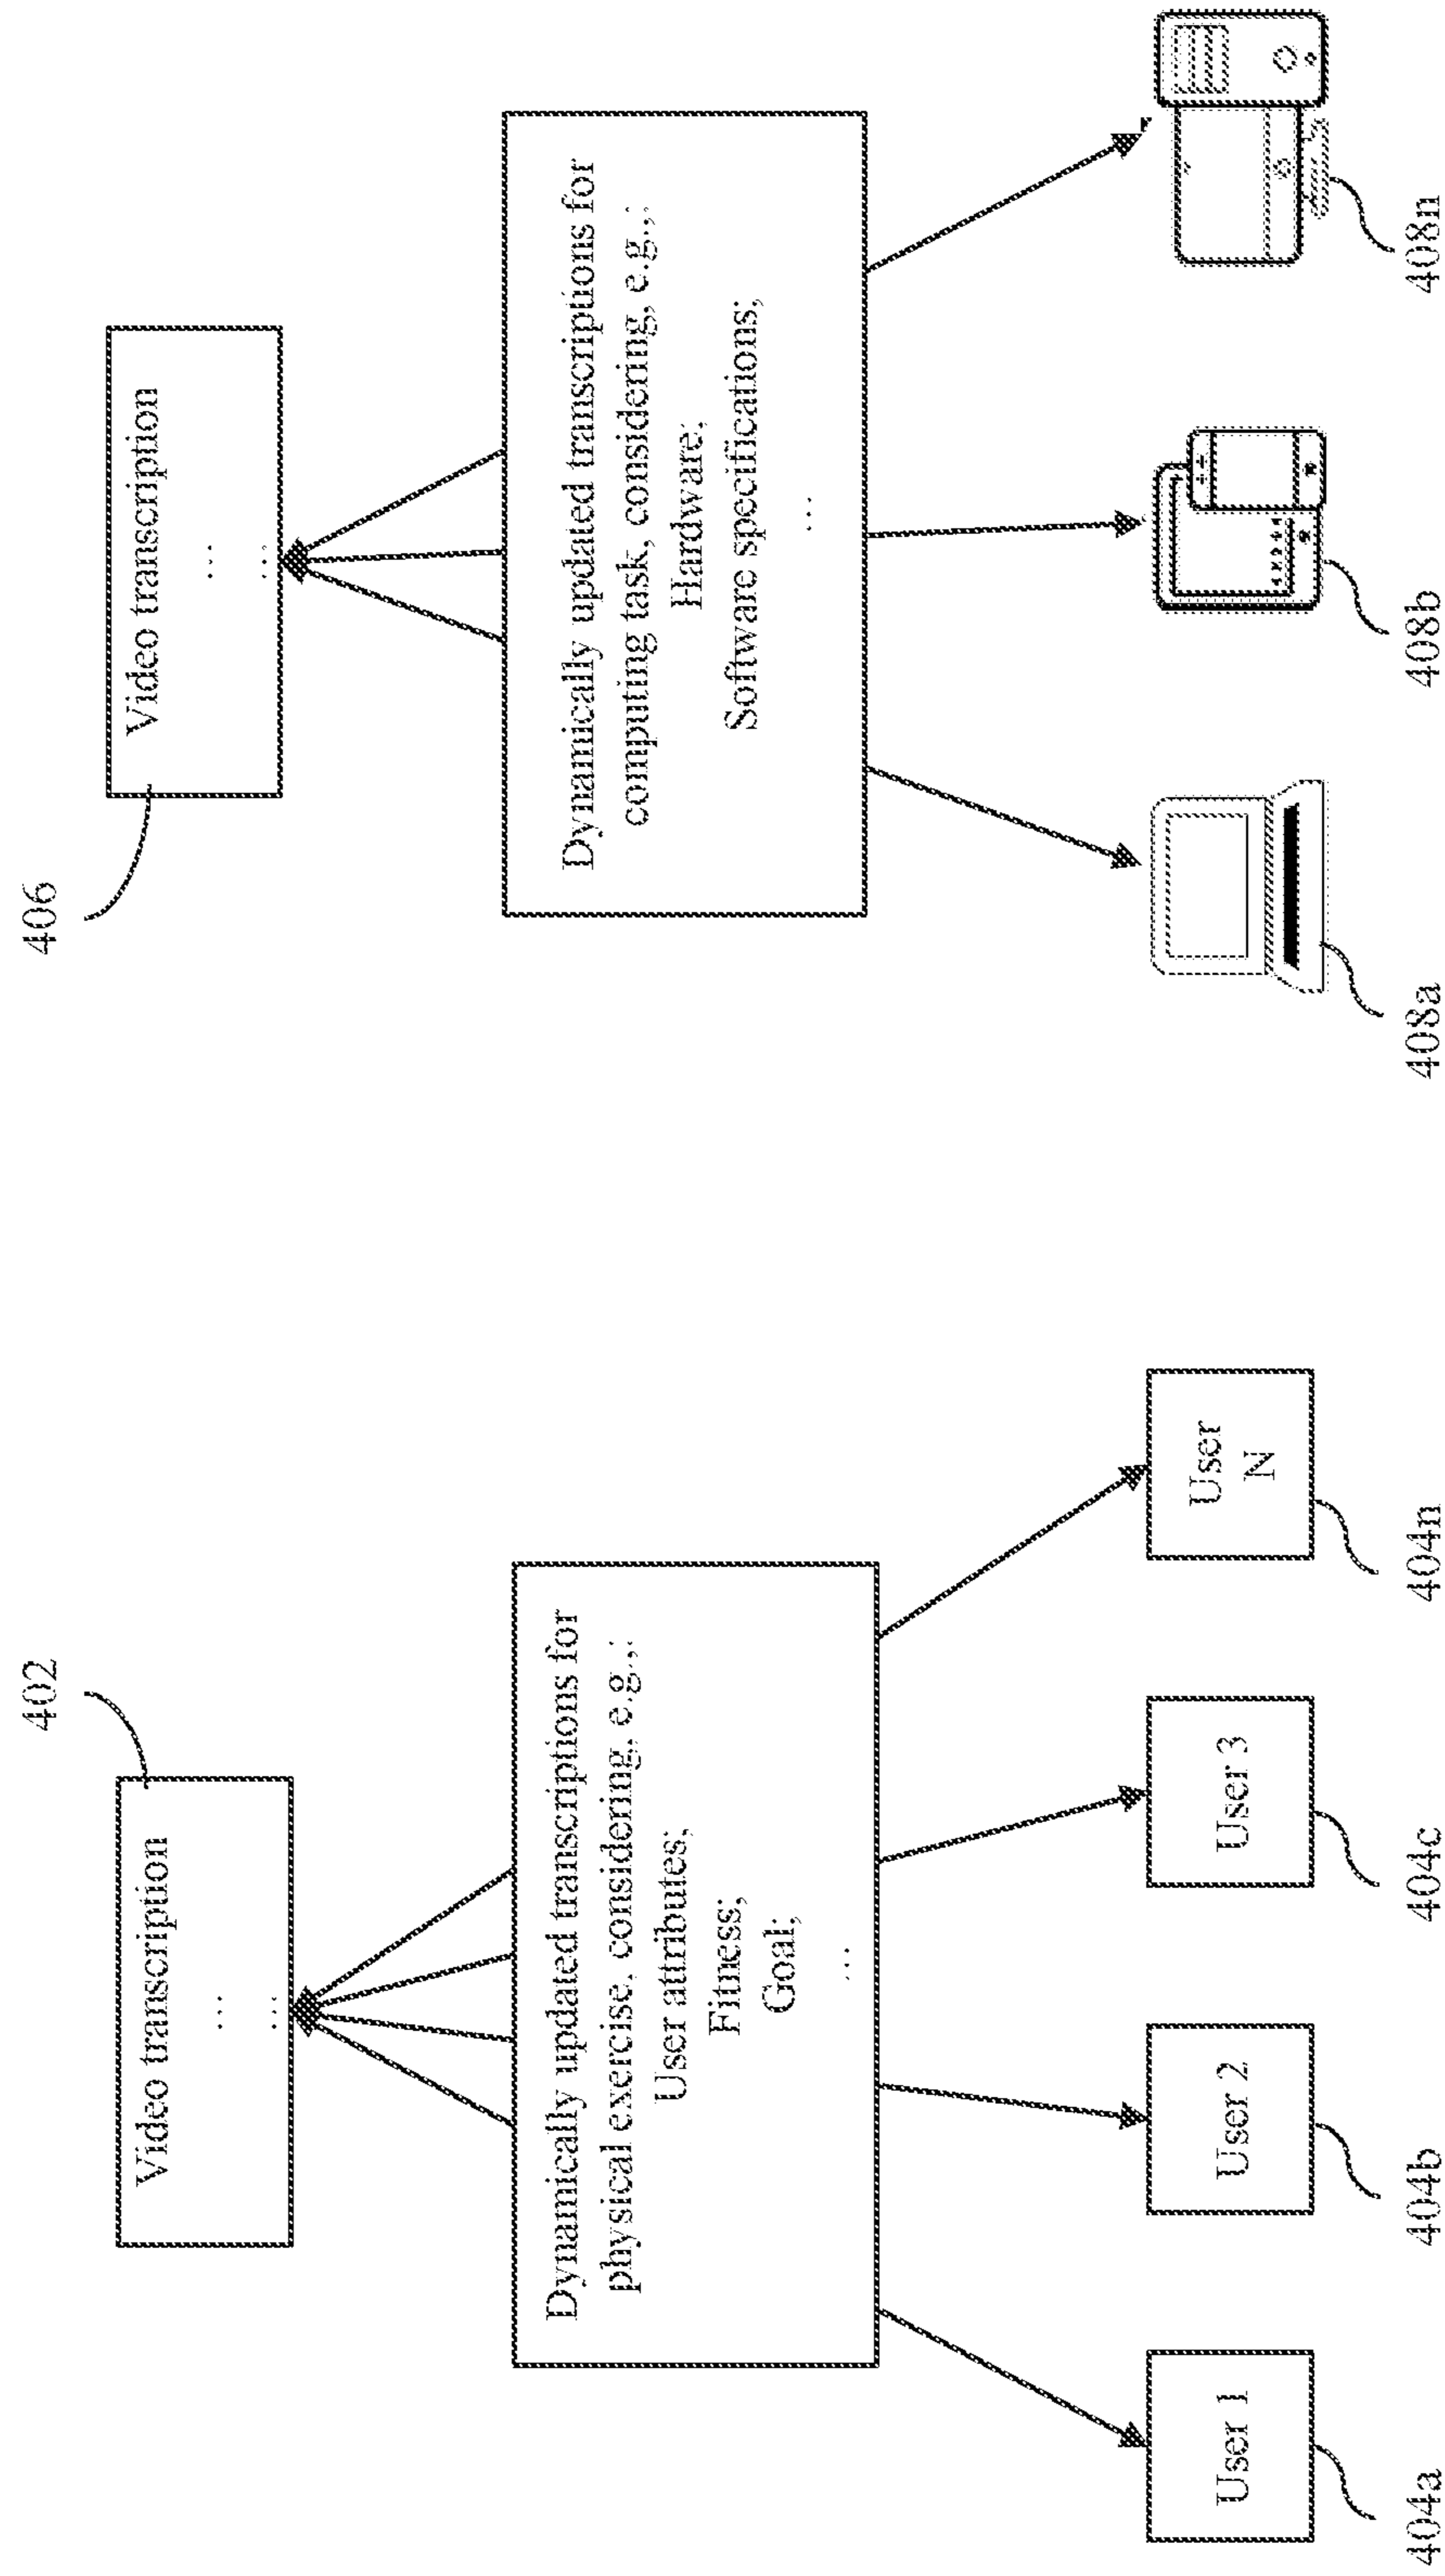 402
Video transcription
...
...
Dynamically updated transcriptions for
physical exercise, considering, e.g.,:
User attributes;
Fitness;
Goal;
...
User 1
User 2
User 3
User
N
404a
404b
404c
404n
406
Video transcription
...
...
Dynamically updated transcriptions for
computing task, considering, e.g.,:
Hardware;
Software specifications;
...
408a
408b
408n